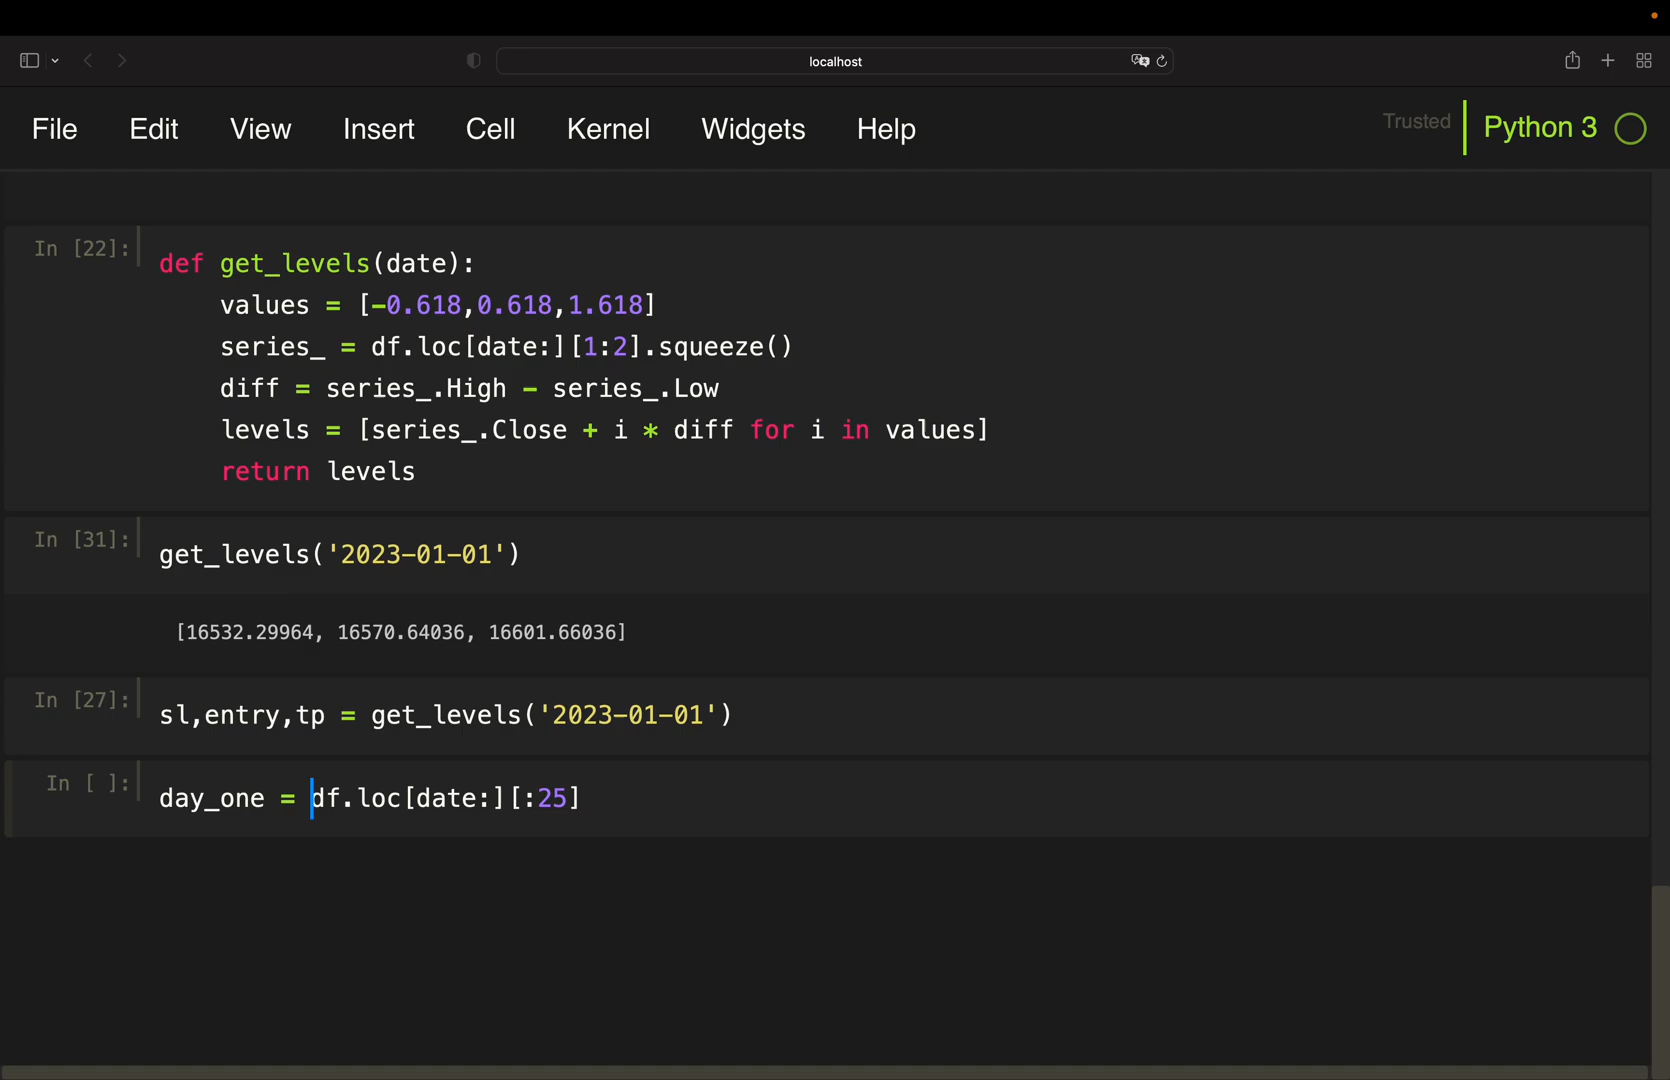 localhost
File Edit View Insert Cell Kernel Widgets Help Trusted Python 3
In [22]: def get_levels(date):
    values = [-0.618,0.618,1.618]
    series_ = df.loc[date:][1:2].squeeze()
    diff = series_.High - series_.Low
    levels = [series_.Close + i * diff for i in values]
    return levels
In [31]: get_levels('2023-01-01')
[16532.29964, 16570.64036, 16601.66036]
In [27]: sl,entry,tp = get_levels('2023-01-01')
In [ ]: day_one = df.loc[date:][:25]